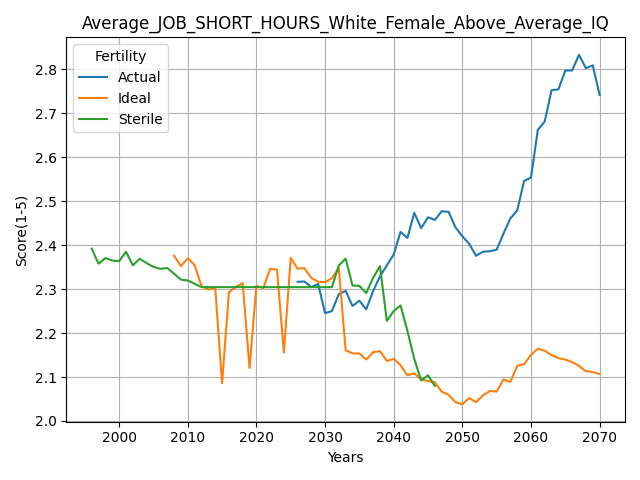 Average_JOB_SHORT_HOURS_White_Female_Above_Average_IQ
Fertility
Actual
Ideal
Sterile
Score(1-5)
2.8
2.7
2.6
2.5
2.4
2.3
2.2
2.1
2.0
2000 2010 2020 2030 2040 2050 2060 2070
Years